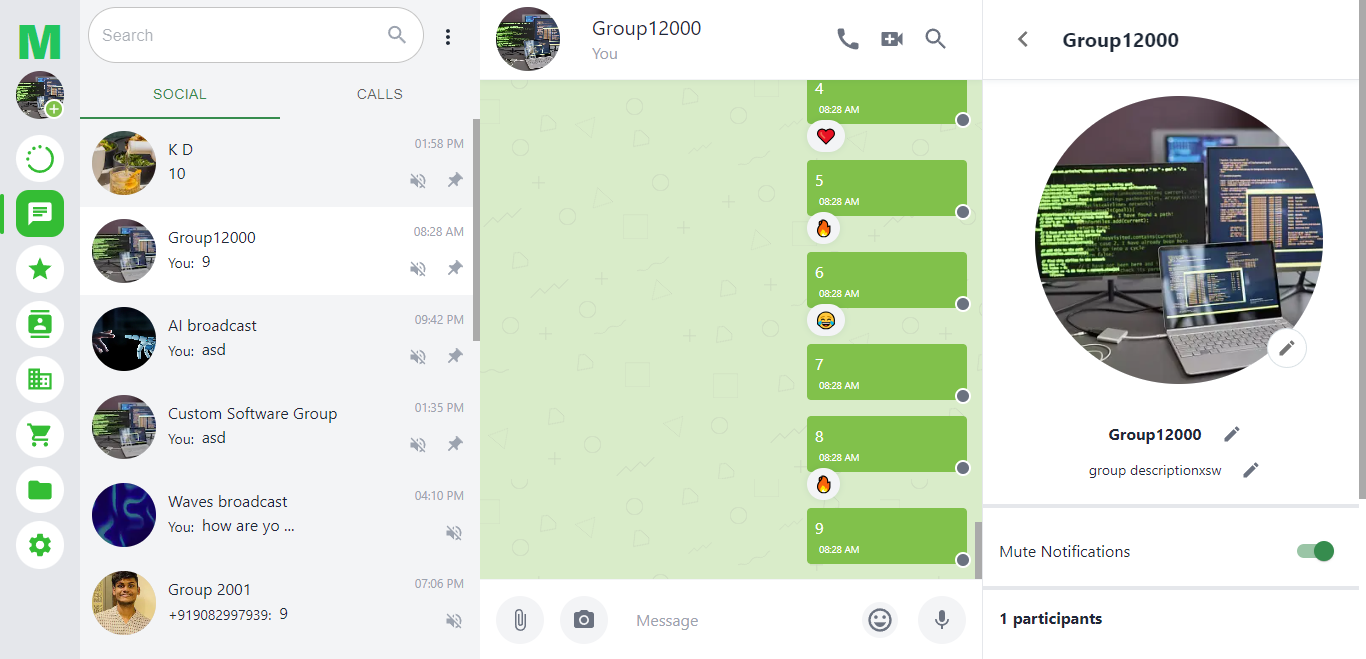 M
Search
SOCIAL
CALLS
K D
01:58 PM
10
Group12000
08:28 AM
You: 9
AI broadcast
09:42 PM
You: asd
Custom Software Group
01:35 PM
You: asd
Waves broadcast
04:10 PM
You: how are yo ...
Group 2001
07:06 PM
+919082997939: 9
Group12000
You
4
08:28 AM
5
08:28 AM
6
08:28 AM
7
08:28 AM
8
08:28 AM
9
08:28 AM
Message
Group12000
Group12000
group descriptionxsw
Mute Notifications
1 participants